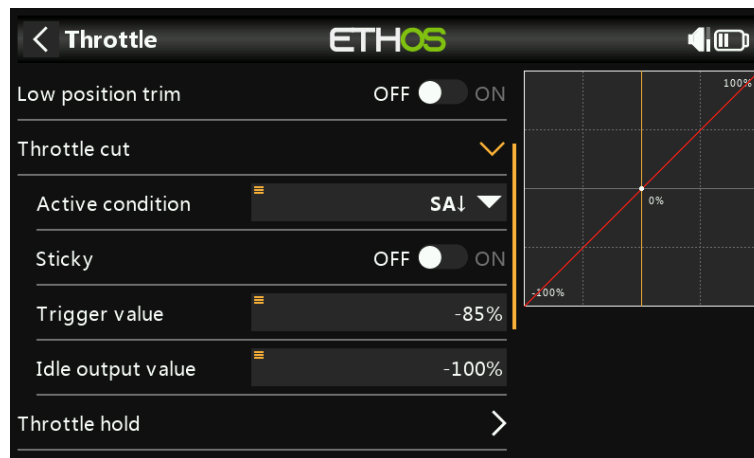 Throttle
ETHOS
Low position trim OFF ON
100%
Throttle cut
Active condition SA↓
0%
Sticky OFF ON
-100%
Trigger value -85%
Idle output value -100%
Throttle hold